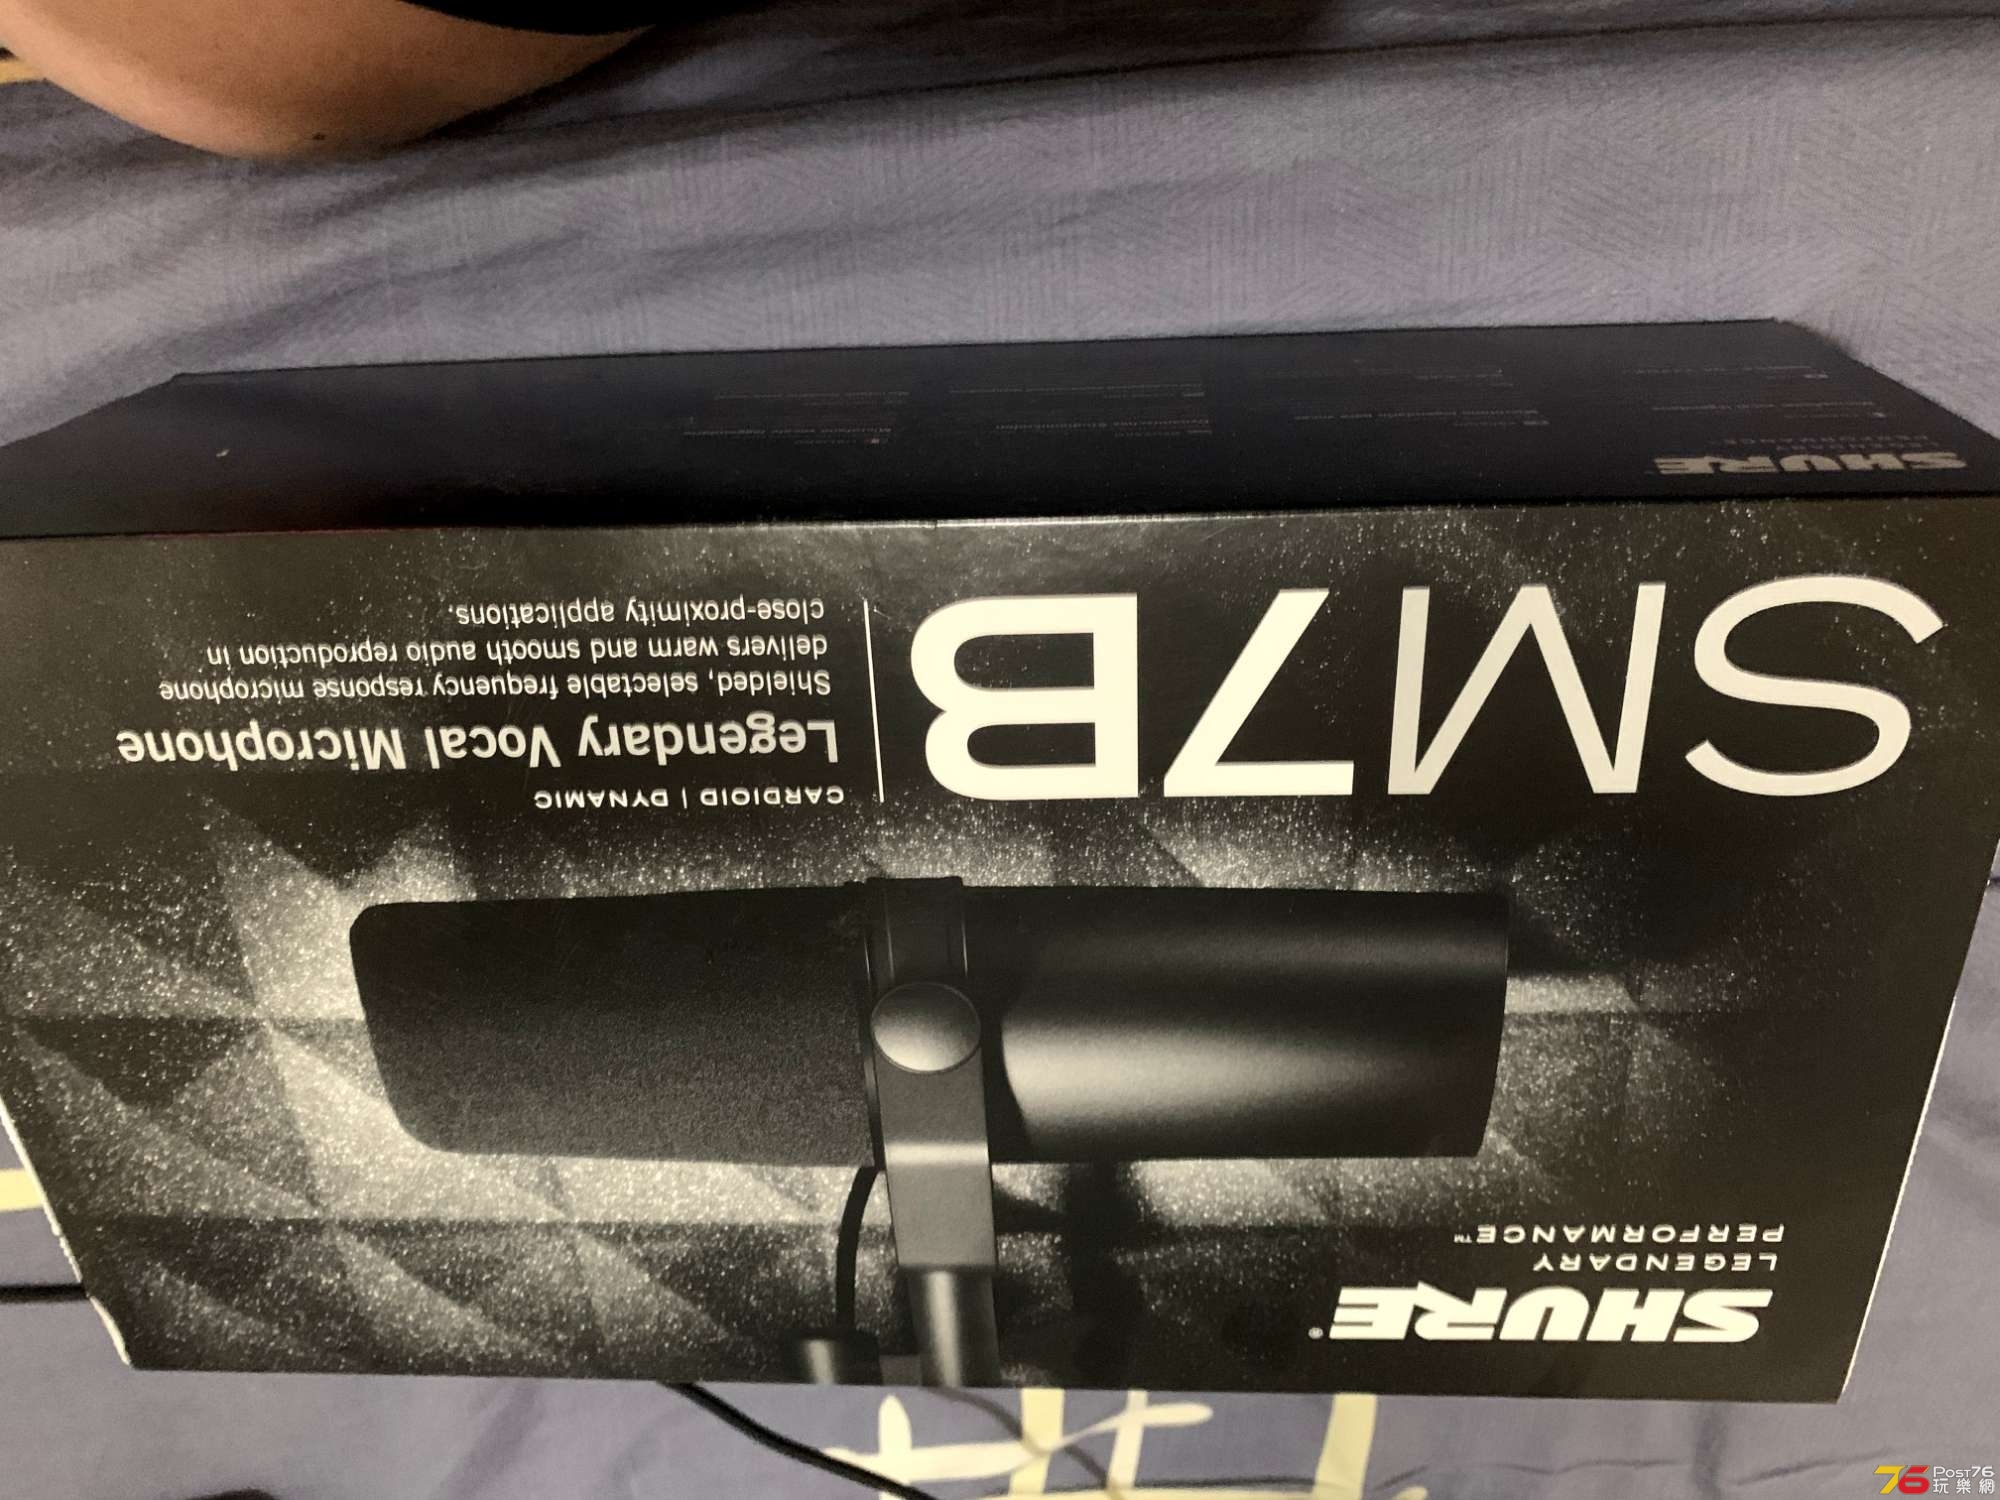 SHURE®
LEGENDARY
PERFORMANCE™
SM7B
CARDIOID | DYNAMIC
Legendary Vocal Microphone
Shielded, selectable frequency response microphone
delivers warm and smooth audio reproduction in
close-proximity applications.
SHURE
PERFORMANCE
POST76
玩樂網